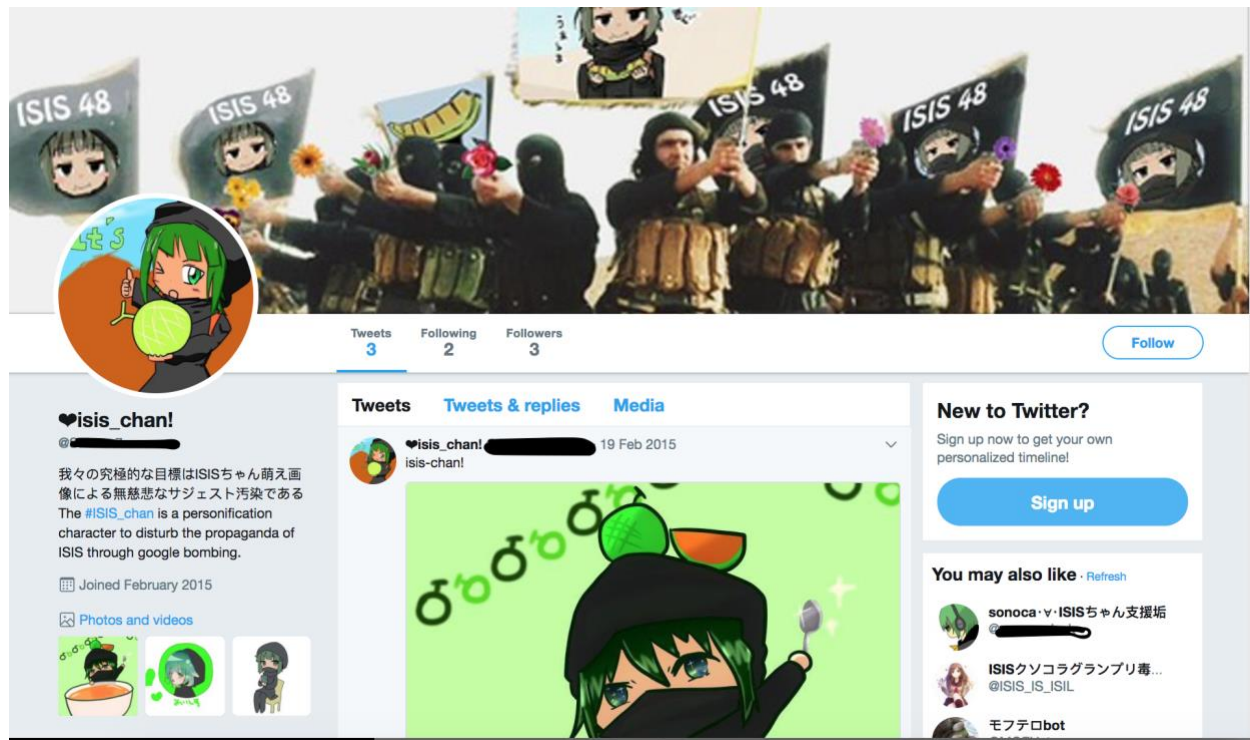 ISIS 48
ISIS 48
ISIS 48
ISIS 48
ISIS 48
Tweets
3
Following
2
Followers
3
Follow
❤isis_chan!
@
我々の究極的な目標はISISちゃん萌え画
像による無慈悲なサジェスト汚染である
The #ISIS_chan is a personification
character to disturb the propaganda of
ISIS through google bombing.
Joined February 2015
Photos and videos
Tweets Tweets & replies Media
❤isis_chan! 19 Feb 2015
isis-chan!
New to Twitter?
Sign up now to get your own
personalized timeline!
Sign up
You may also like · Refresh
sonoca·∀·ISISちゃん支援垢
@
ISISクソコラグランプリ毒...
@ISIS_IS_ISIL
モフテロbot